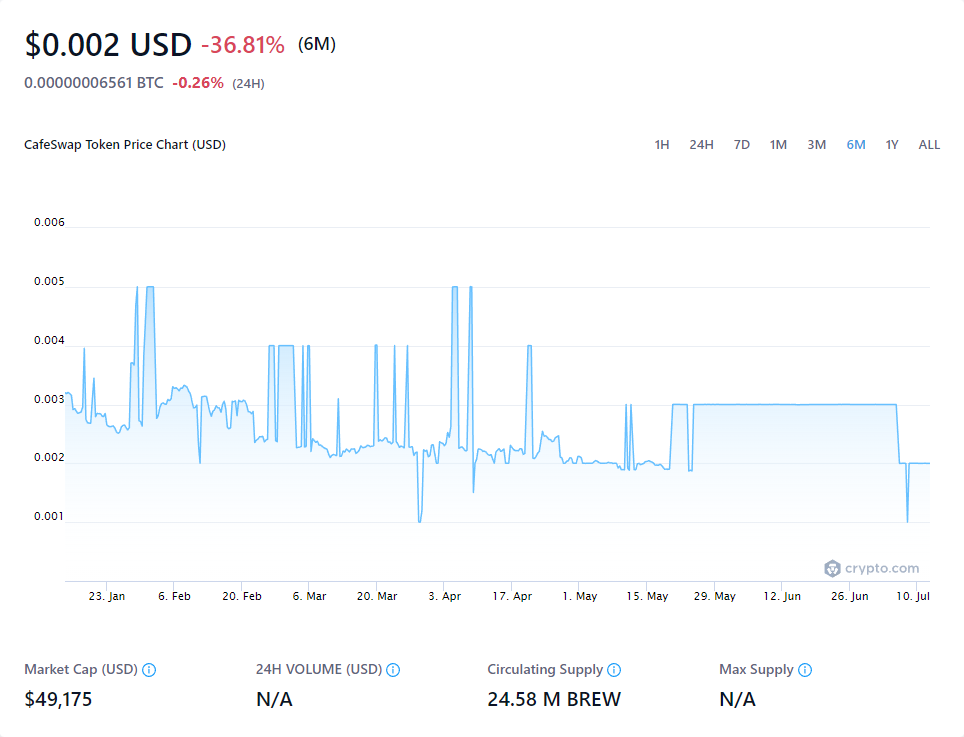 $0.002 USD -36.81% (6M)
0.00000006561 BTC -0.26% (24H)
CafeSwap Token Price Chart (USD) 1H 24H 7D 1M 3M 6M 1Y ALL
0.006
0.005
0.004
0.003
0.002
0.001
crypto.com
23. Jan 6. Feb 20. Feb 6. Mar 20. Mar 3. Apr 17. Apr 1. May 15. May 29. May 12. Jun 26. Jun 10. Jul
Market Cap (USD) 24H VOLUME (USD) Circulating Supply Max Supply
$49,175 N/A 24.58 M BREW N/A